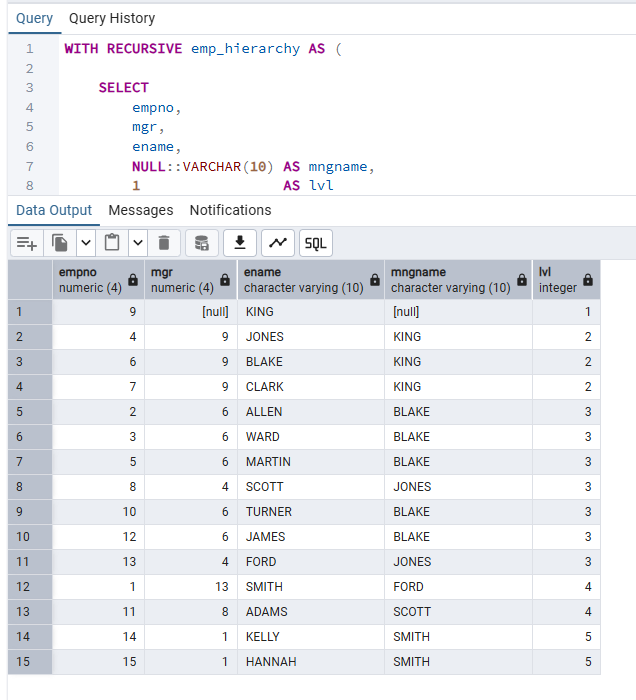 Query Query History
1 WITH RECURSIVE emp_hierarchy AS (
2
3 SELECT
4 empno,
5 mgr,
6 ename,
7 NULL::VARCHAR(10) AS mngname,
8 1 AS lvl
Data Output Messages Notifications
SQL
empno mgr ename mngname lvl
numeric (4) numeric (4) character varying (10) character varying (10) integer
1 9 [null] KING [null] 1
2 4 9 JONES KING 2
3 6 9 BLAKE KING 2
4 7 9 CLARK KING 2
5 2 6 ALLEN BLAKE 3
6 3 6 WARD BLAKE 3
7 5 6 MARTIN BLAKE 3
8 8 4 SCOTT JONES 3
9 10 6 TURNER BLAKE 3
10 12 6 JAMES BLAKE 3
11 13 4 FORD JONES 3
12 1 13 SMITH FORD 4
13 11 8 ADAMS SCOTT 4
14 14 1 KELLY SMITH 5
15 15 1 HANNAH SMITH 5